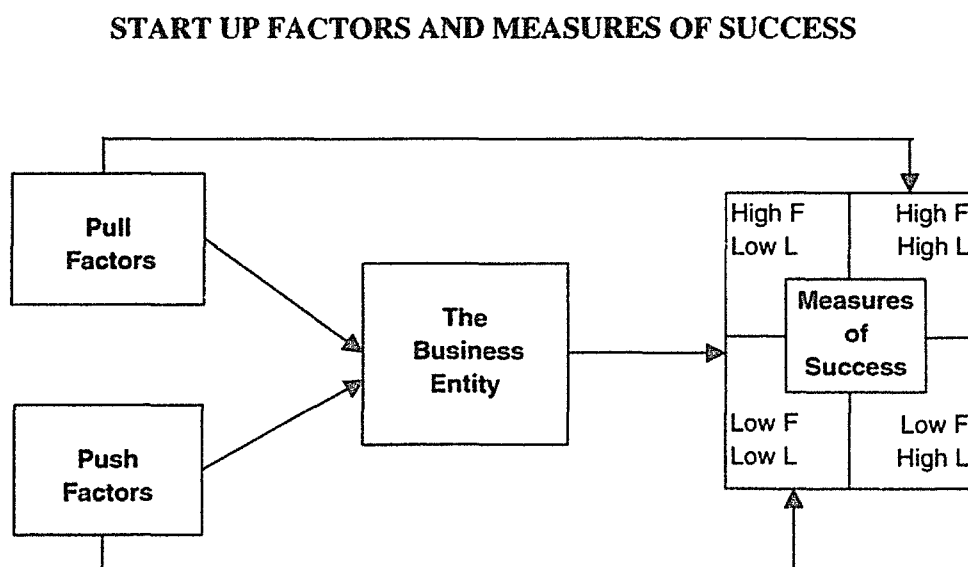 START UP FACTORS AND MEASURES OF SUCCESS
Pull
Factors
Push
Factors
The
Business
Entity
High F
Low L
High F
High L
Measures
of
Success
Low F
Low L
Low F
High L